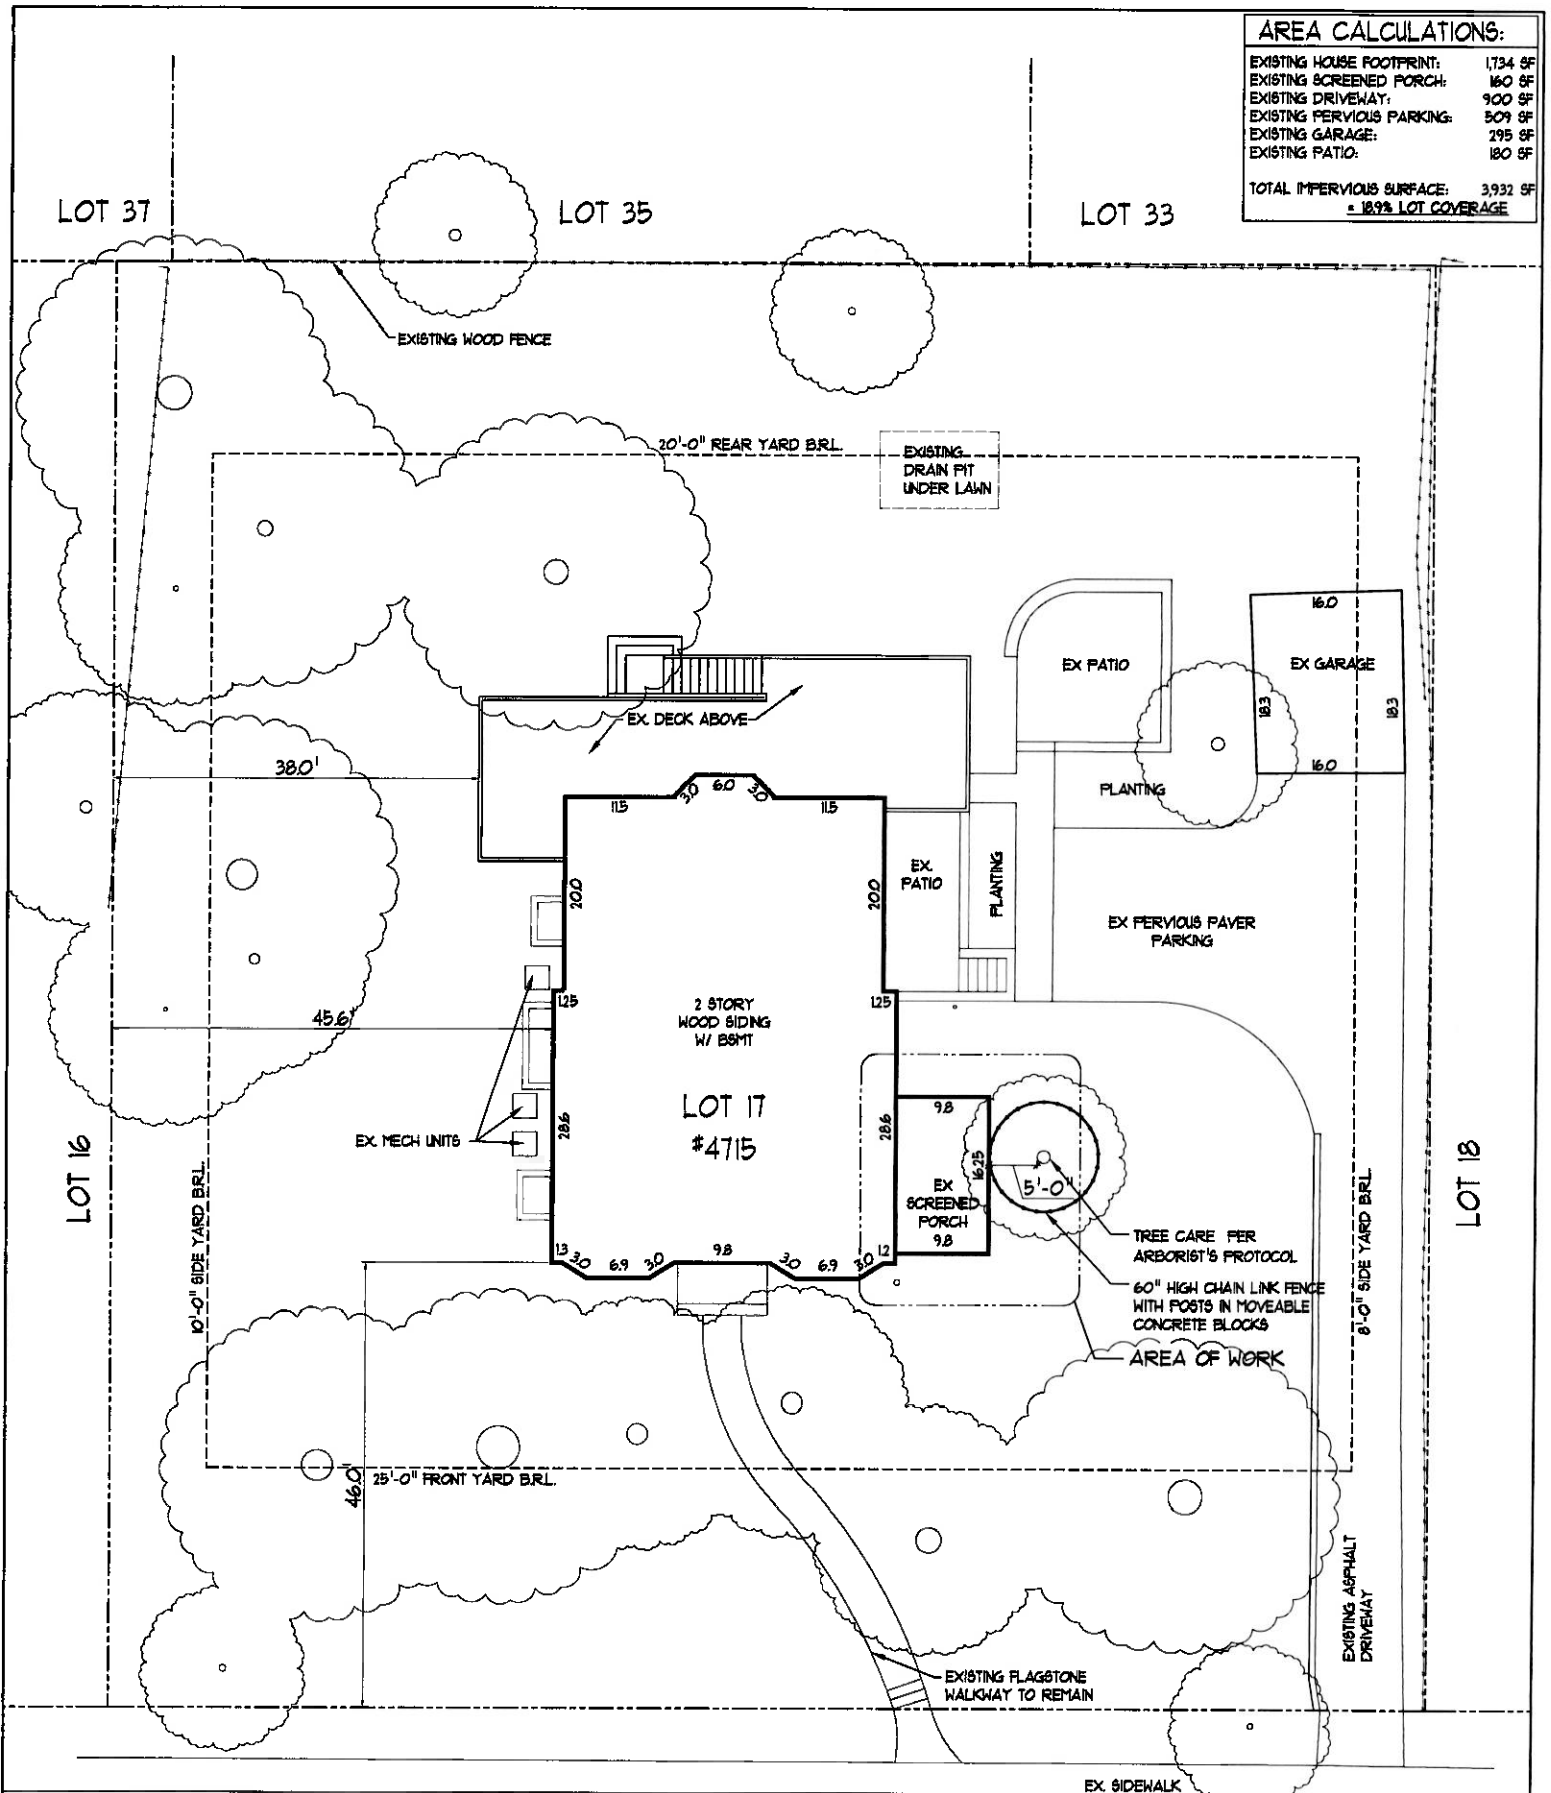 AREA CALCULATIONS:
EXISTING HOUSE FOOTPRINT: 1,734 SF
EXISTING SCREENED PORCH: 160 SF
EXISTING DRIVEWAY: 900 SF
EXISTING PERVIOUS PARKING: 509 SF
EXISTING GARAGE: 295 SF
EXISTING PATIO: 180 SF
TOTAL IMPERVIOUS SURFACE: 3,932 SF
= 18.9% LOT COVERAGE
LOT 37
LOT 35
LOT 33
EXISTING WOOD FENCE
20'-0" REAR YARD B.R.L.
EXISTING
DRAIN PIT
UNDER LAWN
16.0
EX PATIO
EX GARAGE
18.3
18.3
16.0
EX. DECK ABOVE
38.0'
11.5
3.0
6.0
3.0
11.5
PLANTING
20.0
20.0
EX.
PATIO
PLANTING
EX PERVIOUS PAVER
PARKING
1.25
1.25
2 STORY
WOOD SIDING
W/ BSMT
45.6'
LOT 17
#4715
EX. MECH UNITS
28.6
28.6
9.8
16.25
5'-0"
EX
SCREENED
PORCH
9.8
LOT 16
LOT 18
10'-0" SIDE YARD B.R.L.
8'-0" SIDE YARD B.R.L.
TREE CARE PER
ARBORIST'S PROTOCOL
1.3
3.0
6.9
3.0
9.8
3.0
6.9
3.0
1.2
60" HIGH CHAIN LINK FENCE
WITH POSTS IN MOVEABLE
CONCRETE BLOCKS
AREA OF WORK
46.0'
25'-0" FRONT YARD B.R.L.
EXISTING ASPHALT
DRIVEWAY
EXISTING FLAGSTONE
WALKWAY TO REMAIN
EX. SIDEWALK